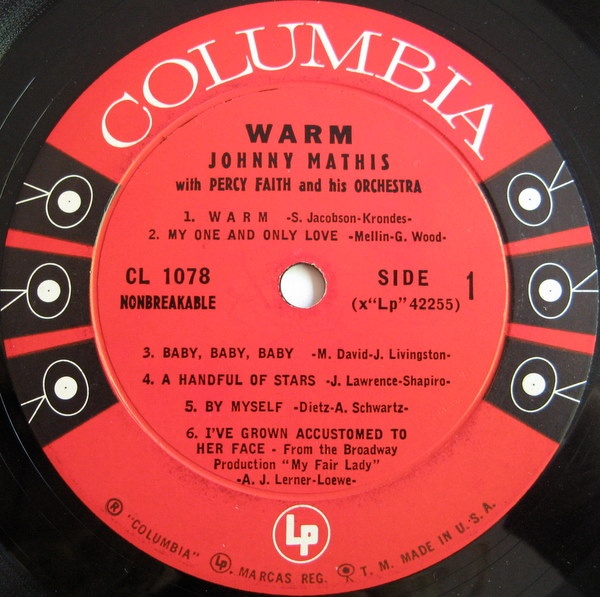 COLUMBIA
WARM
JOHNNY MATHIS
with PERCY FAITH and his ORCHESTRA
1. WARM -S. Jacobson-Krondes-
2. MY ONE AND ONLY LOVE -Mellin-G. Wood-
CL 1078
NONBREAKABLE
SIDE 1
(x"Lp" 42255)
3. BABY, BABY, BABY -M. David-J. Livingston-
4. A HANDFUL OF STARS -J. Lawrence-Shapiro-
5. BY MYSELF -Dietz-A. Schwartz-
6. I'VE GROWN ACCUSTOMED TO
HER FACE - From the Broadway
Production "My Fair Lady"
-A. J. Lerner-Loewe-
Lp
® "COLUMBIA" Lp. MARCAS REG. T. M. MADE IN U. S. A.